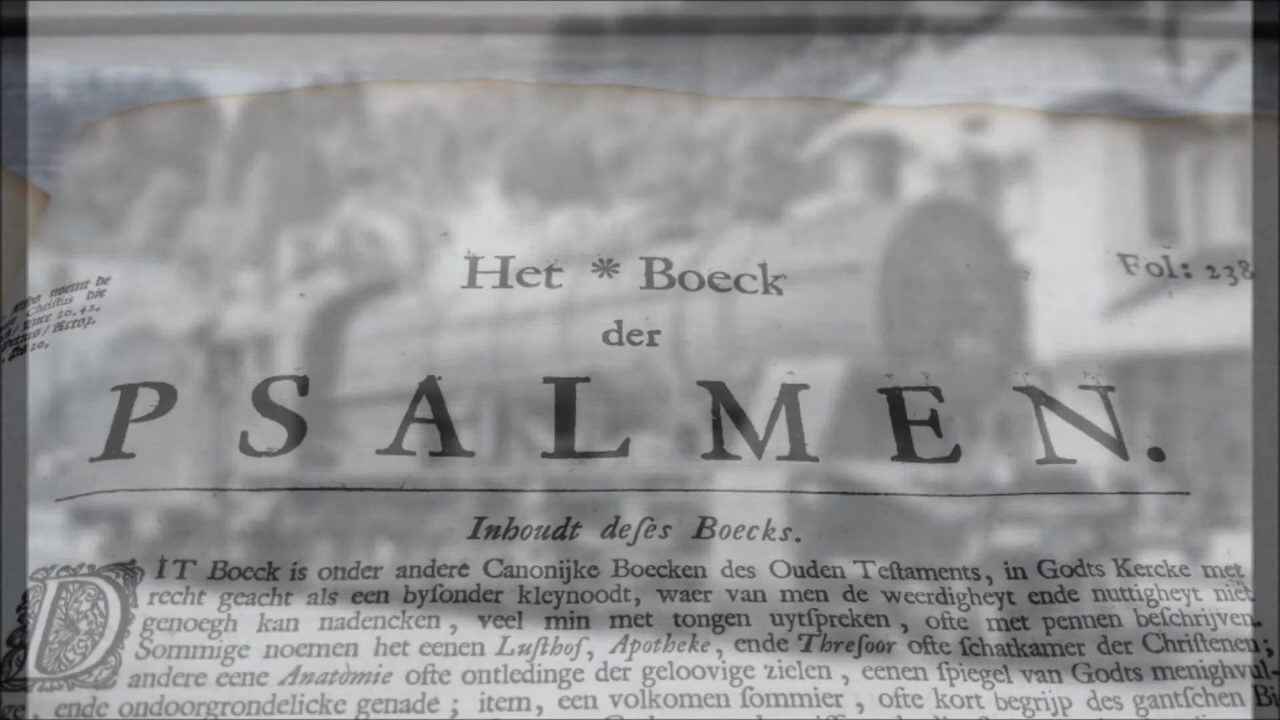 Fol: 238
Het * Boeck
der
PSALMEN.
Inhoudt deſes Boecks.
DIT Boeck is onder andere Canonijke Boecken des Ouden Teſtaments, in Godts Kercke met
recht geacht als een byſonder kleynoodt, waer van men de weerdigheyt ende nuttigheyt niet
genoegh kan nadencken, veel min met tongen uytſpreken, ofte met pennen beſchrijven.
Sommige noemen het eenen Luſthof, Apotheke, ende Threſoor ofte ſchatkamer der Chriſtenen;
andere eene Anatomie ofte ontledinge der geloovige zielen, eenen ſpiegel van Godts menighvul-
ende ondoorgrondelicke genade; item, een volkomen ſommier, ofte kort begrijp des gantſchen